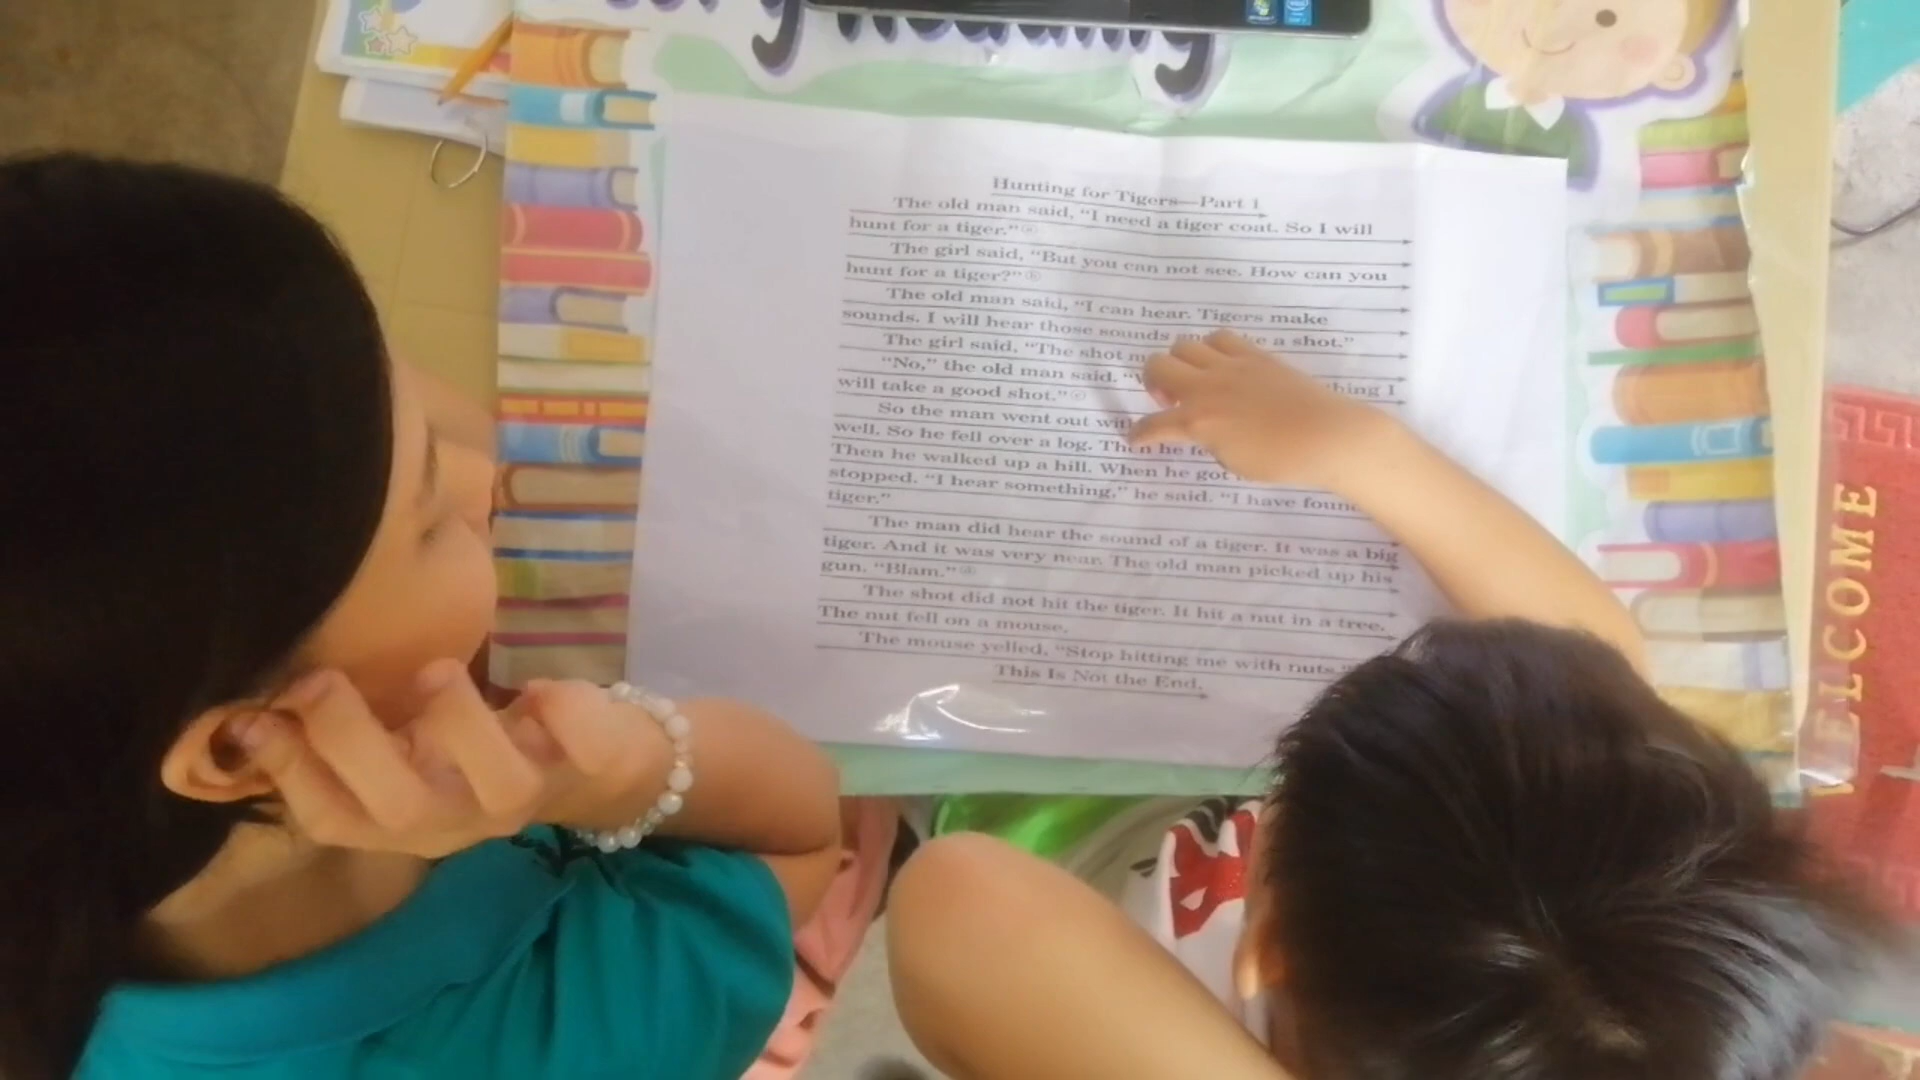 Reading
Hunting for Tigers—Part 1
The old man said, “I need a tiger coat. So I will
hunt for a tiger.” ⓐ
The girl said, “But you can not see. How can you
hunt for a tiger?” ⓑ
The old man said, “I can hear. Tigers make
sounds. I will hear those sounds a shot.”
The girl said, “The shot
“No,” the old man said. I
will take a good shot.” ⓒ
So the man went out
well. So he fell over a log. Then he
Then he walked up a hill. When he got
stopped. “I hear something,” he said. “I have
tiger.”
The man did hear the sound of a tiger. It was a big
tiger. And it was very near. The old man picked up his
gun. “Blam.” ⓓ
The shot did not hit the tiger. It hit a nut in a tree.
The nut fell on a mouse.
The mouse yelled, “Stop hitting me with nuts
This Is Not the End.
WELCOME